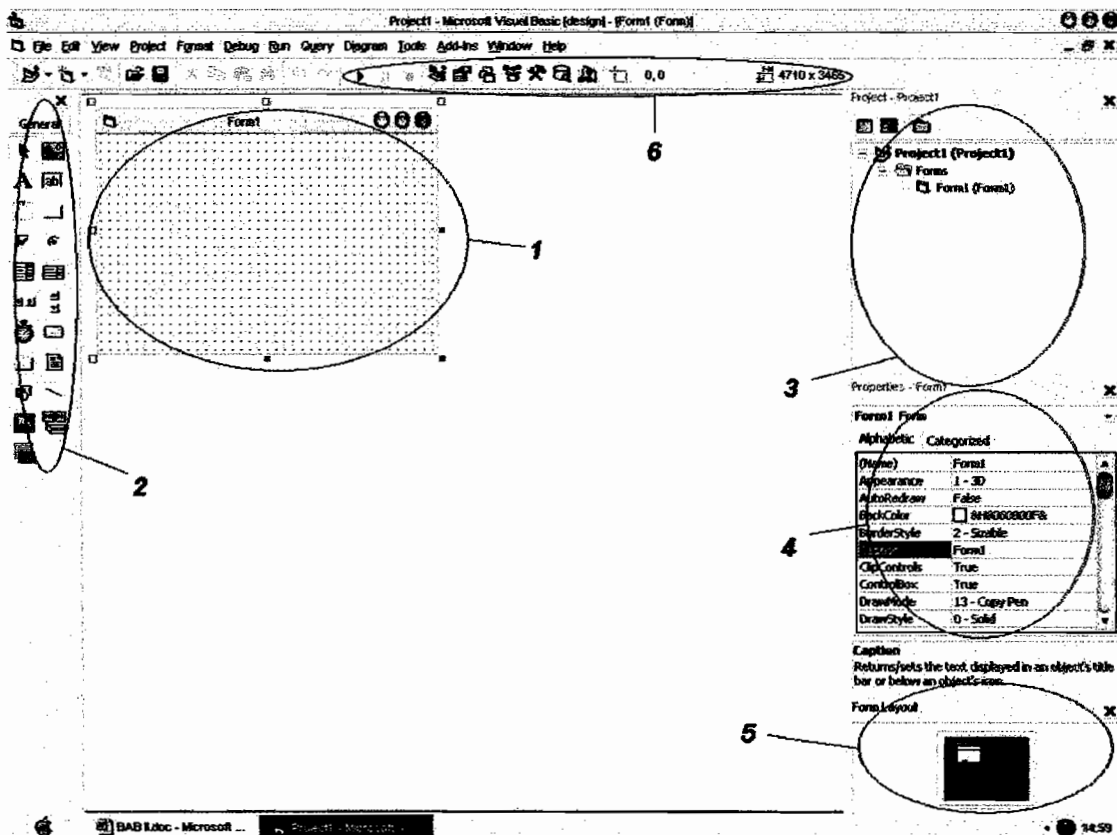 Project1 - Microsoft Visual Basic [design] - [Form1 (Form)]
File Edit View Project Format Debug Run Query Diagram Tools Add-Ins Window Help
0,0 4710 x 3465
6
General
Form1
1
2
Project - Project1
Project1 (Project1)
Forms
Form1 (Form1)
3
Properties - Form1
Form1 Form
Alphabetic Categorized
(Name) Form1
Appearance 1 - 3D
AutoRedraw False
BackColor &H8000000F&
BorderStyle 2 - Sizable
Form1
ClipControls True
ControlBox True
DrawMode 13 - Copy Pen
DrawStyle 0 - Solid
4
Caption
Returns/sets the text displayed in an object's title
bar or below an object's icon.
Form Layout
5
BAB II.doc - Microsoft ... Project1 - Microsoft
14:50